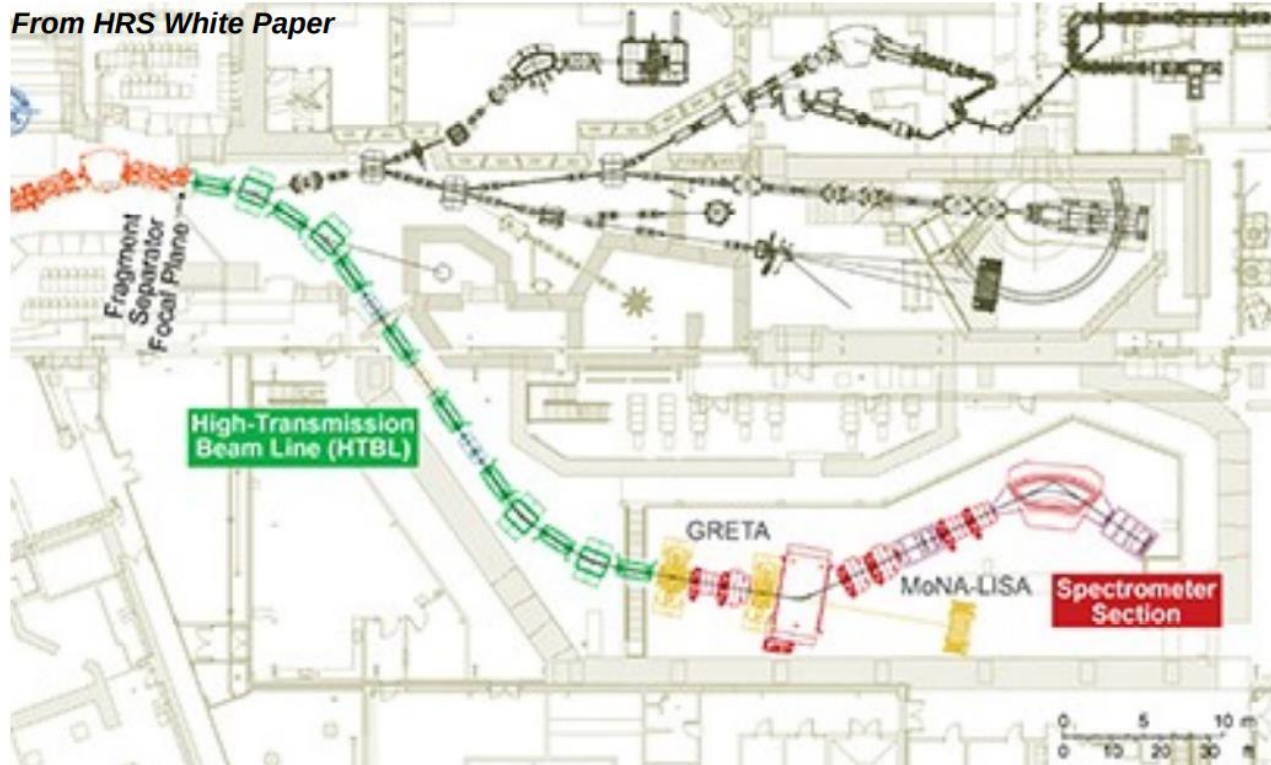 From HRS White Paper
Fragment
Separator
Focal Plane
High-Transmission
Beam Line (HTBL)
GRETA
MoNA-LISA
Spectrometer
Section
0 5 10 m
0 10 20 30 ft